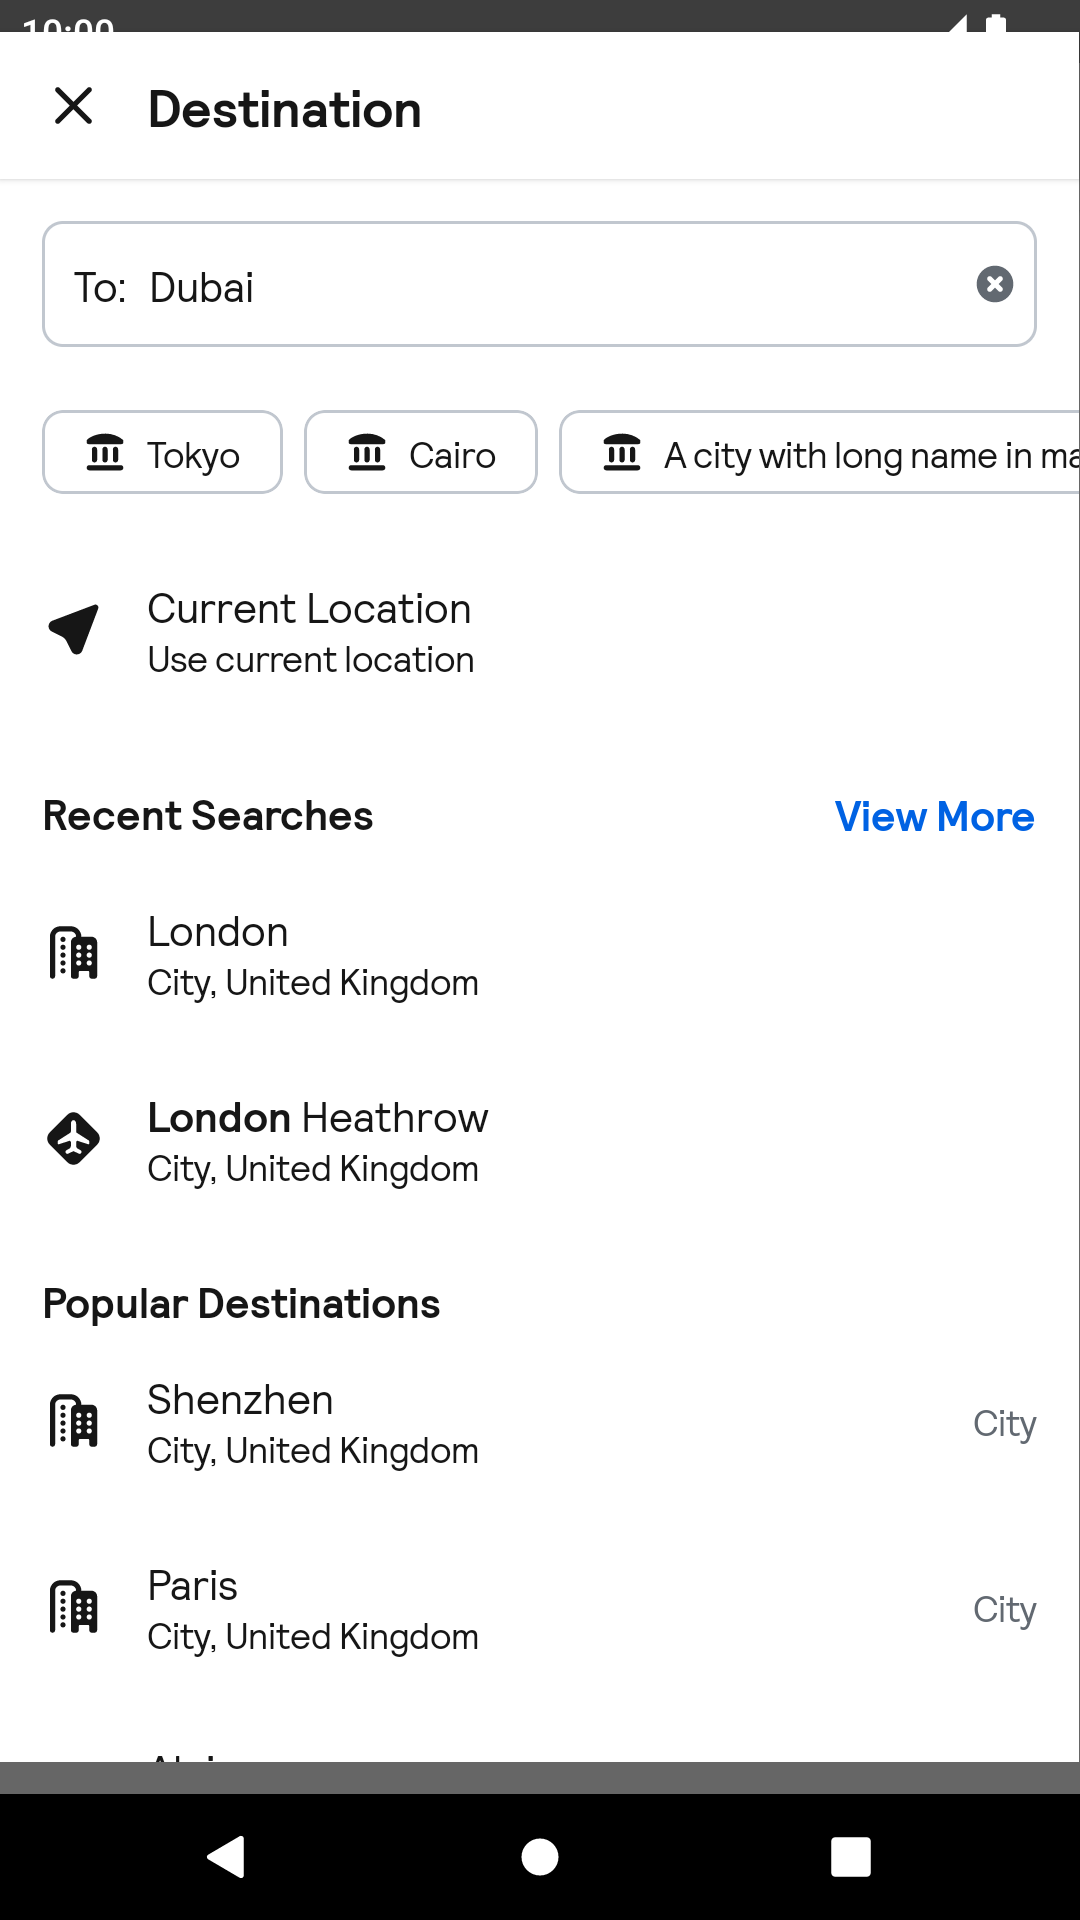 10:00
Destination
To: Dubai
Tokyo
Cairo
A city with long name in
Current Location
Use current location
Recent Searches
View More
London
City, United Kingdom
London Heathrow
City, United Kingdom
Popular Destinations
Shenzhen
City, United Kingdom
City
Paris
City, United Kingdom
City